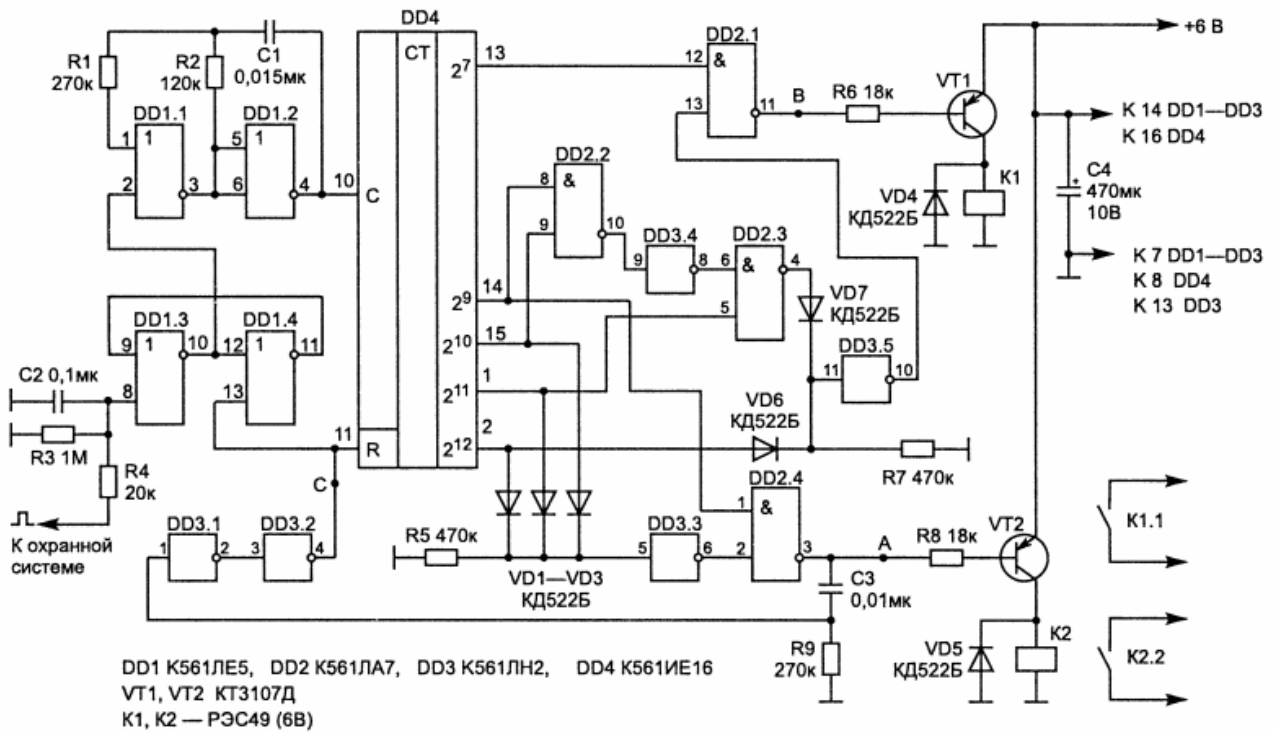 DD4
+6 В
R1
270к
R2
120к
C1
0,015мк
CT
13
2⁷
DD2.1
12
&
13
11
B
R6 18к
VT1
К 14 DD1—DD3
К 16 DD4
DD1.1
1
1
2
3
DD1.2
5
1
6
4
10
C
DD2.2
8
&
9
10
VD4
КД522Б
K1
C4
+
470мк
10В
DD3.4
9
8
DD2.3
6
&
5
4
К 7 DD1—DD3
К 8 DD4
К 13 DD3
14
2⁹
15
2¹⁰
1
2¹¹
2
2¹²
VD7
КД522Б
DD3.5
11
10
DD1.3
9
1
10
8
DD1.4
12
1
11
13
C2 0,1мк
R3 1М
R4
20к
11
R
C
VD6
КД522Б
R7 470к
К охранной
системе
DD3.1
1
2
DD3.2
3
4
R5 470к
VD1—VD3
КД522Б
DD3.3
5
6
DD2.4
1
&
2
3
A
C3
0,01мк
R8 18к
VT2
K1.1
R9
270к
VD5
КД522Б
K2
K2.2
DD1 К561ЛЕ5, DD2 К561ЛА7, DD3 К561ЛН2, DD4 К561ИЕ16
VT1, VT2 КТ3107Д
К1, К2 — РЭС49 (6В)